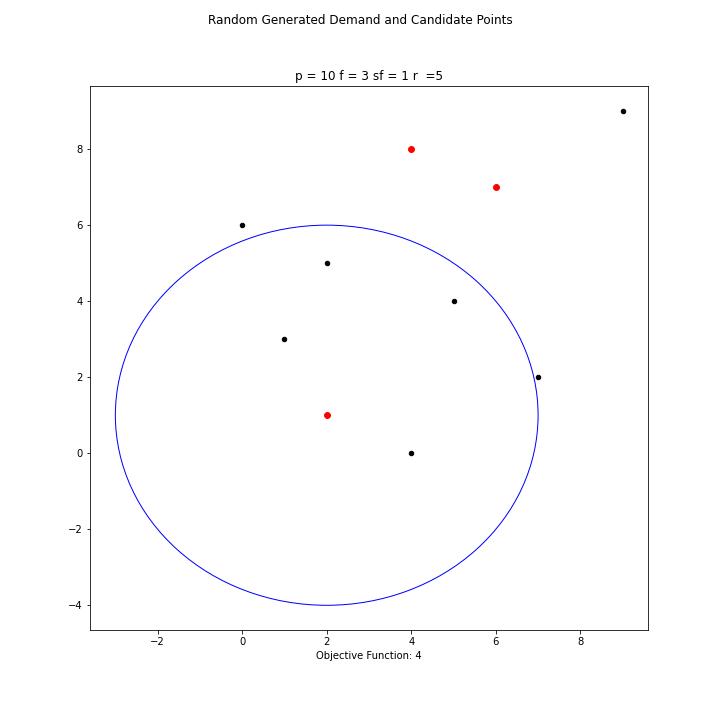 Random Generated Demand and Candidate Points
p = 10 f = 3 sf = 1 r  =5
8
6
4
2
0
−2
−4
−2 0 2 4 6 8
Objective Function: 4